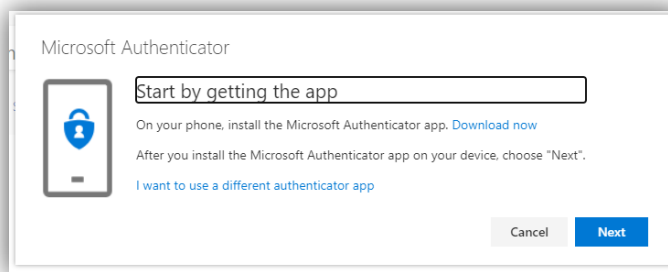 Microsoft Authenticator
Start by getting the app
On your phone, install the Microsoft Authenticator app. Download now
After you install the Microsoft Authenticator app on your device, choose "Next".
I want to use a different authenticator app
Cancel
Next